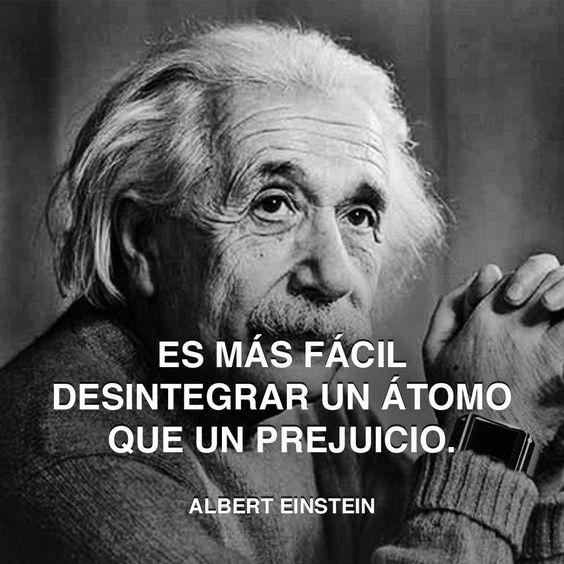 ES MÁS FÁCIL
DESINTEGRAR UN ÁTOMO
QUE UN PREJUICIO.
ALBERT EINSTEIN